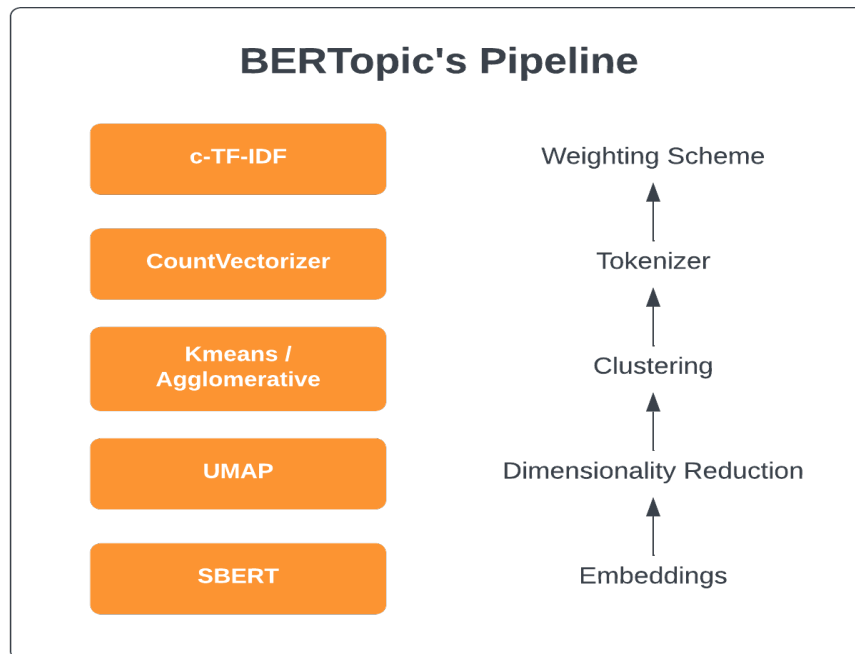 BERTopic's Pipeline
c-TF-IDF
Weighting Scheme
CountVectorizer
Tokenizer
Kmeans /
Agglomerative
Clustering
UMAP
Dimensionality Reduction
SBERT
Embeddings